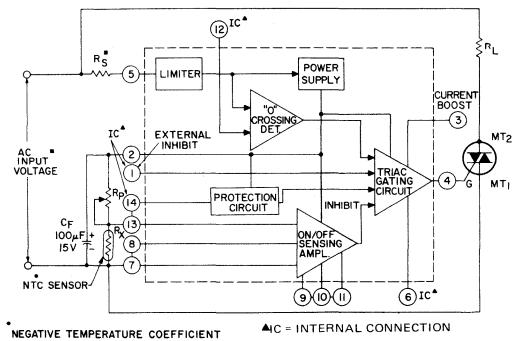 12 IC▲
RS■
5
LIMITER
POWER
SUPPLY
RL
"0"
CROSSING
DET.
CURRENT
BOOST
3
IC▲
EXTERNAL
INHIBIT
MT2
AC
INPUT
VOLTAGE■
2
1
TRIAC
GATING
CIRCUIT
4
G
MT1
RP
14
PROTECTION
CIRCUIT
INHIBIT
13
CF
100μF
15V
+
−
RX
8
ON/OFF
SENSING
AMPL.
7
*NTC SENSOR
9
10
11
6 IC▲
*NEGATIVE TEMPERATURE COEFFICIENT
▲IC = INTERNAL CONNECTION